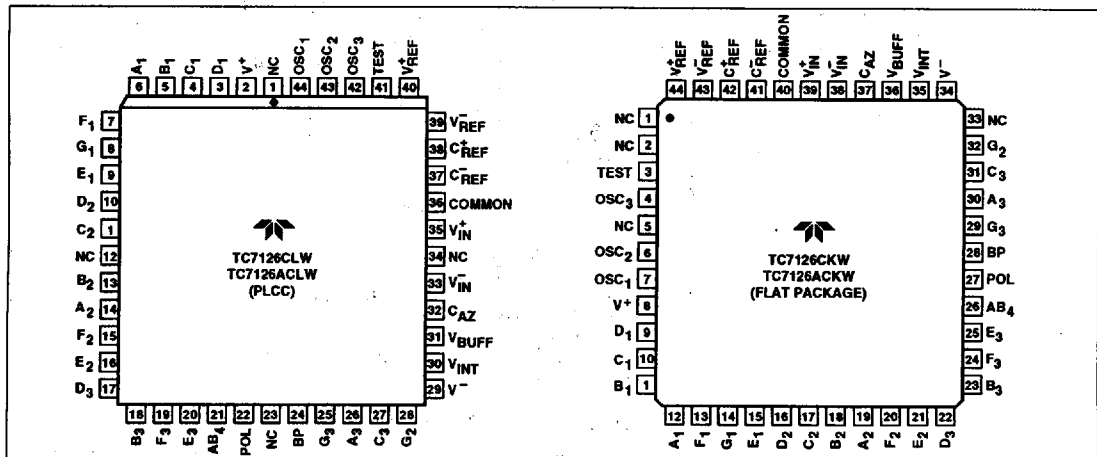 A1 B1 C1 D1 V+ NC OSC1 OSC2 OSC3 TEST V+REF
6 5 4 3 2 1 44 43 42 41 40
F1 7
G1 8
E1 9
D2 10
C2 1
NC 12
B2 13
A2 14
F2 15
E2 16
D3 17
TC7126CLW
TC7126ACLW
(PLCC)
39 V−REF
38 C+REF
37 C−REF
36 COMMON
35 V+IN
34 NC
33 V−IN
32 CAZ
31 VBUFF
30 VINT
29 V−
18 19 20 21 22 23 24 25 26 27 28
B3 F3 E3 AB4 POL NC BP G3 A3 C3 G2
V+REF V−REF C+REF C−REF COMMON V+IN V−IN CAZ VBUFF VINT V−
44 43 42 41 40 39 38 37 36 35 34
NC 1
NC 2
TEST 3
OSC3 4
NC 5
OSC2 6
OSC1 7
V+ 8
D1 9
C1 10
B1 1
TC7126CKW
TC7126ACKW
(FLAT PACKAGE)
33 NC
32 G2
31 C3
30 A3
29 G3
28 BP
27 POL
26 AB4
25 E3
24 F3
23 B3
12 13 14 15 16 17 18 19 20 21 22
A1 F1 G1 E1 D2 C2 B2 A2 F2 E2 D3